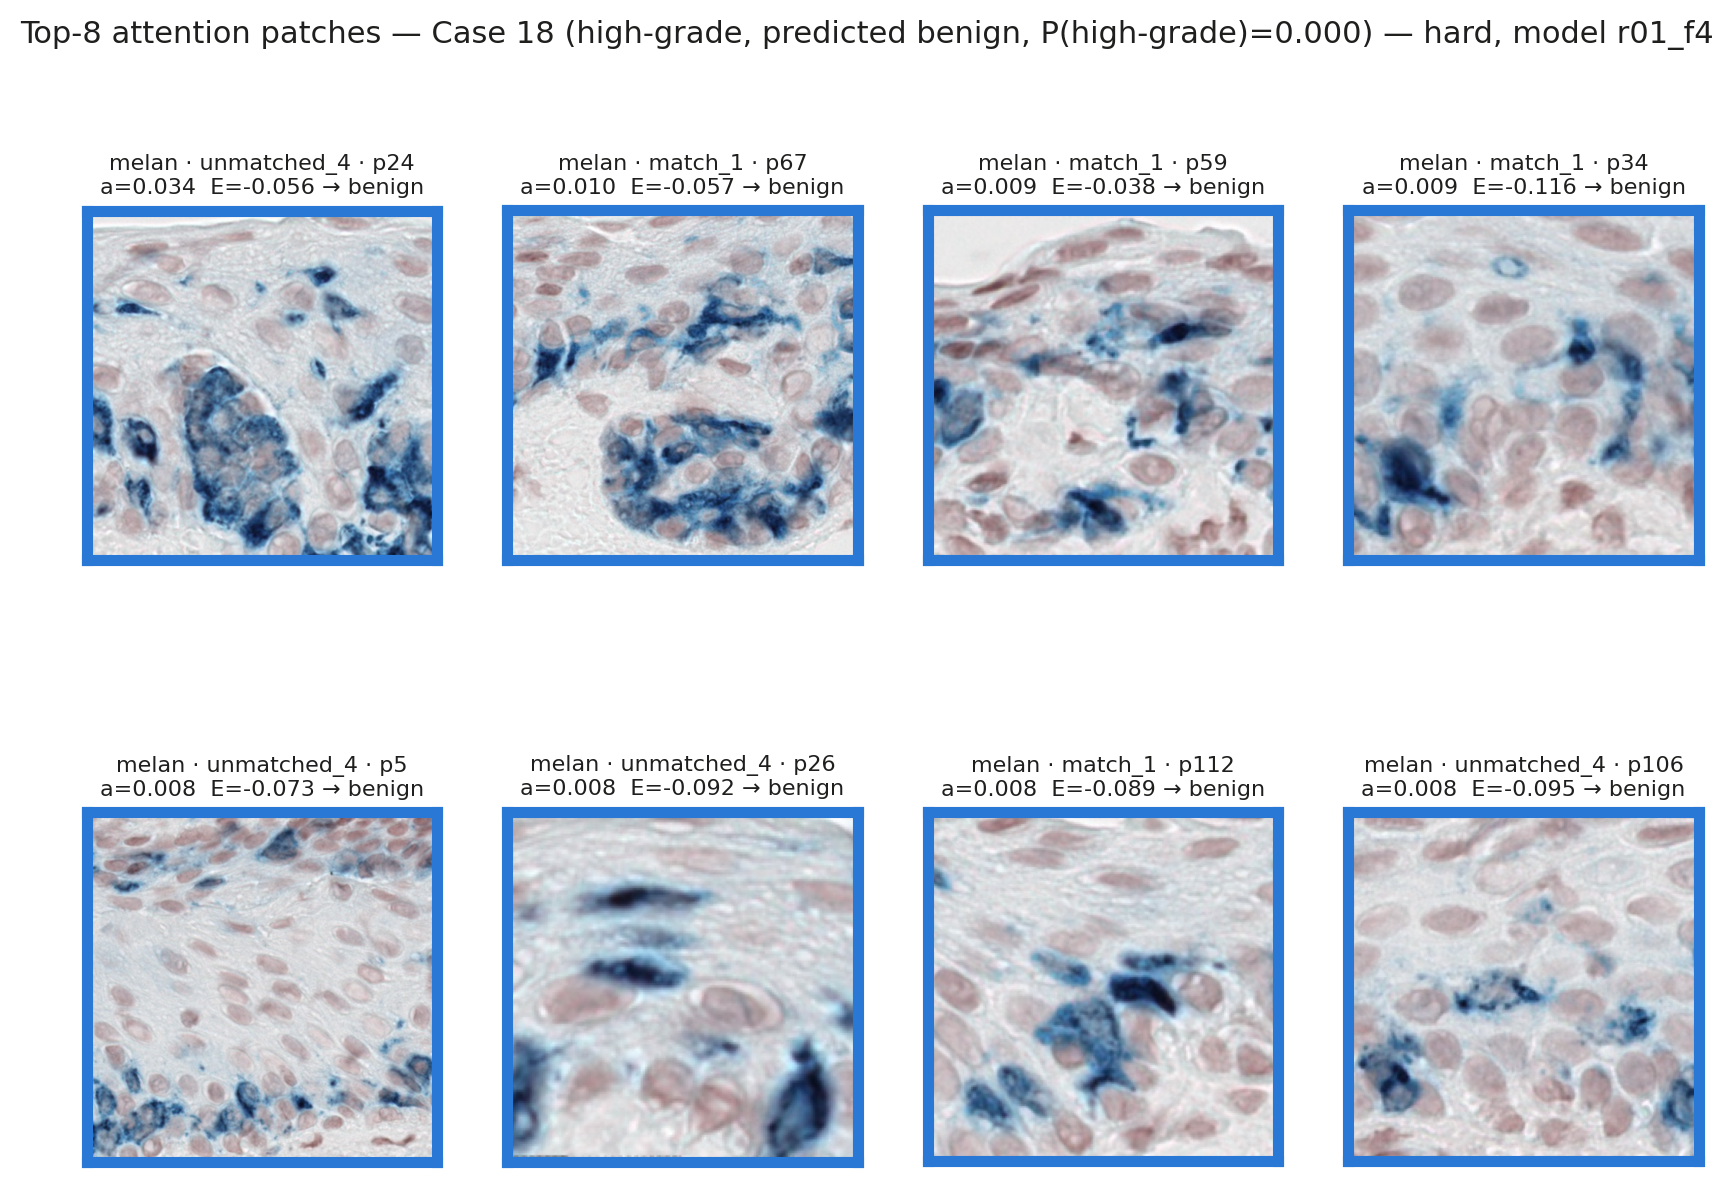 Top-8 attention patches — Case 18 (high-grade, predicted benign, P(high-grade)=0.000) — hard, model r01_f4
melan · unmatched_4 · p24
a=0.034 E=-0.056 → benign
melan · match_1 · p67
a=0.010 E=-0.057 → benign
melan · match_1 · p59
a=0.009 E=-0.038 → benign
melan · match_1 · p34
a=0.009 E=-0.116 → benign
melan · unmatched_4 · p5
a=0.008 E=-0.073 → benign
melan · unmatched_4 · p26
a=0.008 E=-0.092 → benign
melan · match_1 · p112
a=0.008 E=-0.089 → benign
melan · unmatched_4 · p106
a=0.008 E=-0.095 → benign